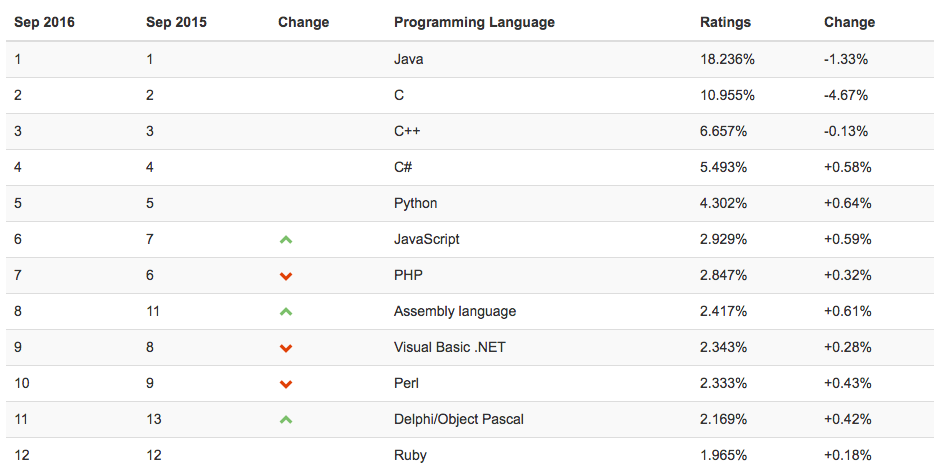 Sep 2016 Sep 2015 Change Programming Language Ratings Change
1 1 Java 18.236% -1.33%
2 2 C 10.955% -4.67%
3 3 C++ 6.657% -0.13%
4 4 C# 5.493% +0.58%
5 5 Python 4.302% +0.64%
6 7 JavaScript 2.929% +0.59%
7 6 PHP 2.847% +0.32%
8 11 Assembly language 2.417% +0.61%
9 8 Visual Basic .NET 2.343% +0.28%
10 9 Perl 2.333% +0.43%
11 13 Delphi/Object Pascal 2.169% +0.42%
12 12 Ruby 1.965% +0.18%